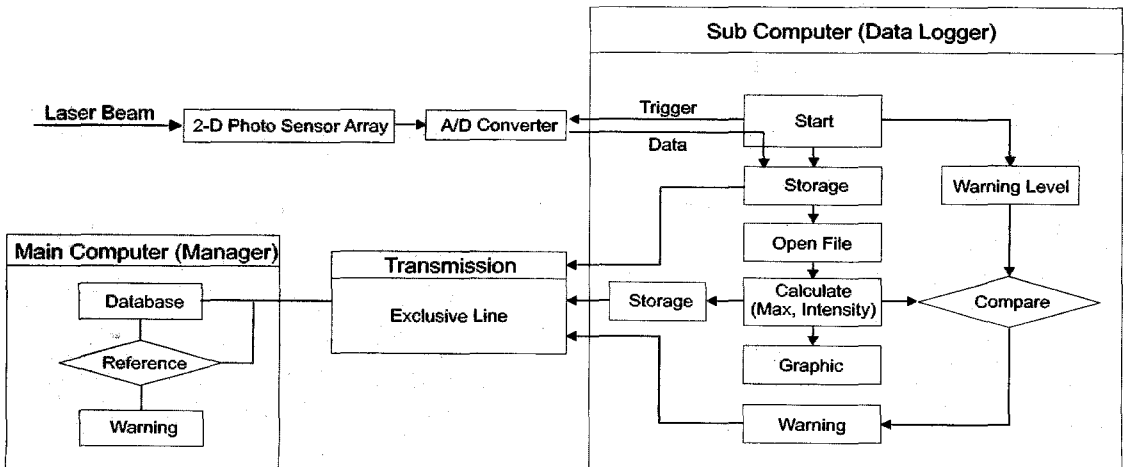 Sub Computer (Data Logger)
Laser Beam
2-D Photo Sensor Array
A/D Converter
Trigger
Data
Start
Storage
Warning Level
Open File
Main Computer (Manager)
Transmission
Database
Exclusive Line
Storage
Calculate
(Max, Intensity)
Compare
Reference
Graphic
Warning
Warning